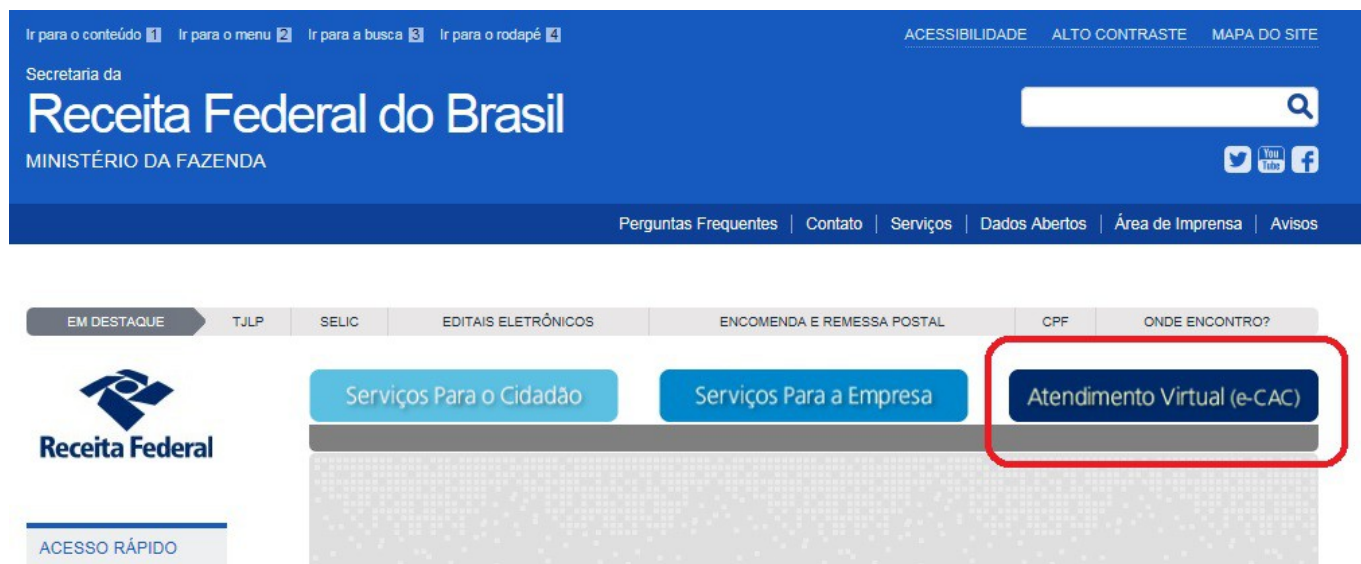 Ir para o conteúdo 1 Ir para o menu 2 Ir para a busca 3 Ir para o rodapé 4 ACESSIBILIDADE ALTO CONTRASTE MAPA DO SITE
Secretaria da
Receita Federal do Brasil
MINISTÉRIO DA FAZENDA
You Tube
Perguntas Frequentes | Contato | Serviços | Dados Abertos | Área de Imprensa | Avisos
EM DESTAQUE TJLP SELIC EDITAIS ELETRÔNICOS ENCOMENDA E REMESSA POSTAL CPF ONDE ENCONTRO?
Serviços Para o Cidadão Serviços Para a Empresa Atendimento Virtual (e-CAC)
Receita Federal
ACESSO RÁPIDO